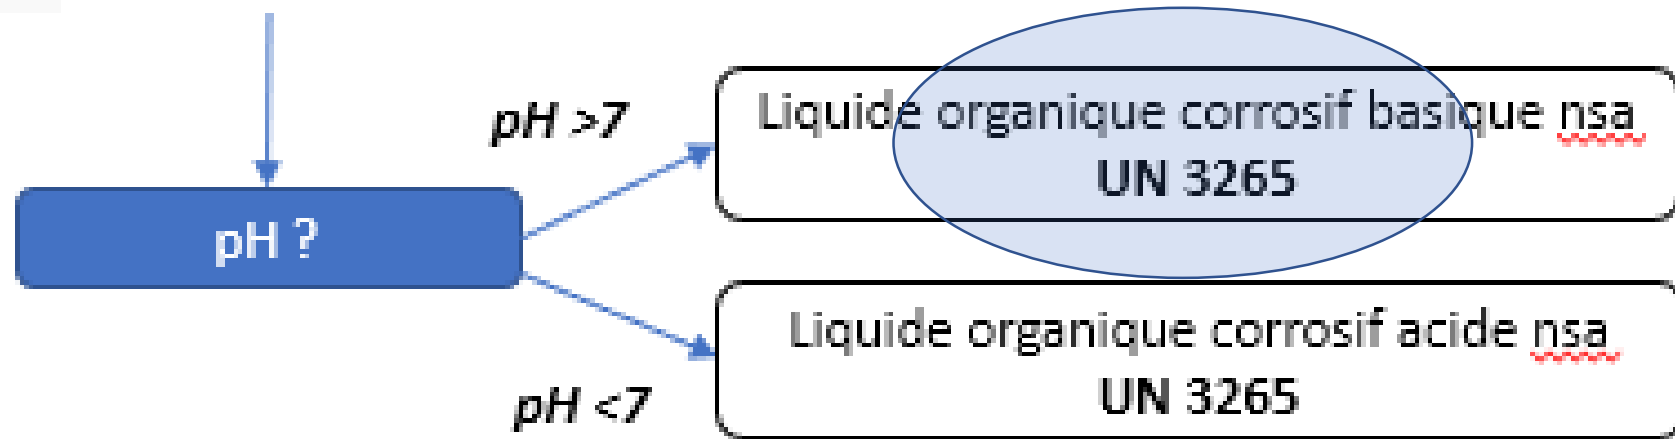 pH >7
Liquide organique corrosif basique nsa
UN 3265
pH ?
Liquide organique corrosif acide nsa
UN 3265
pH <7